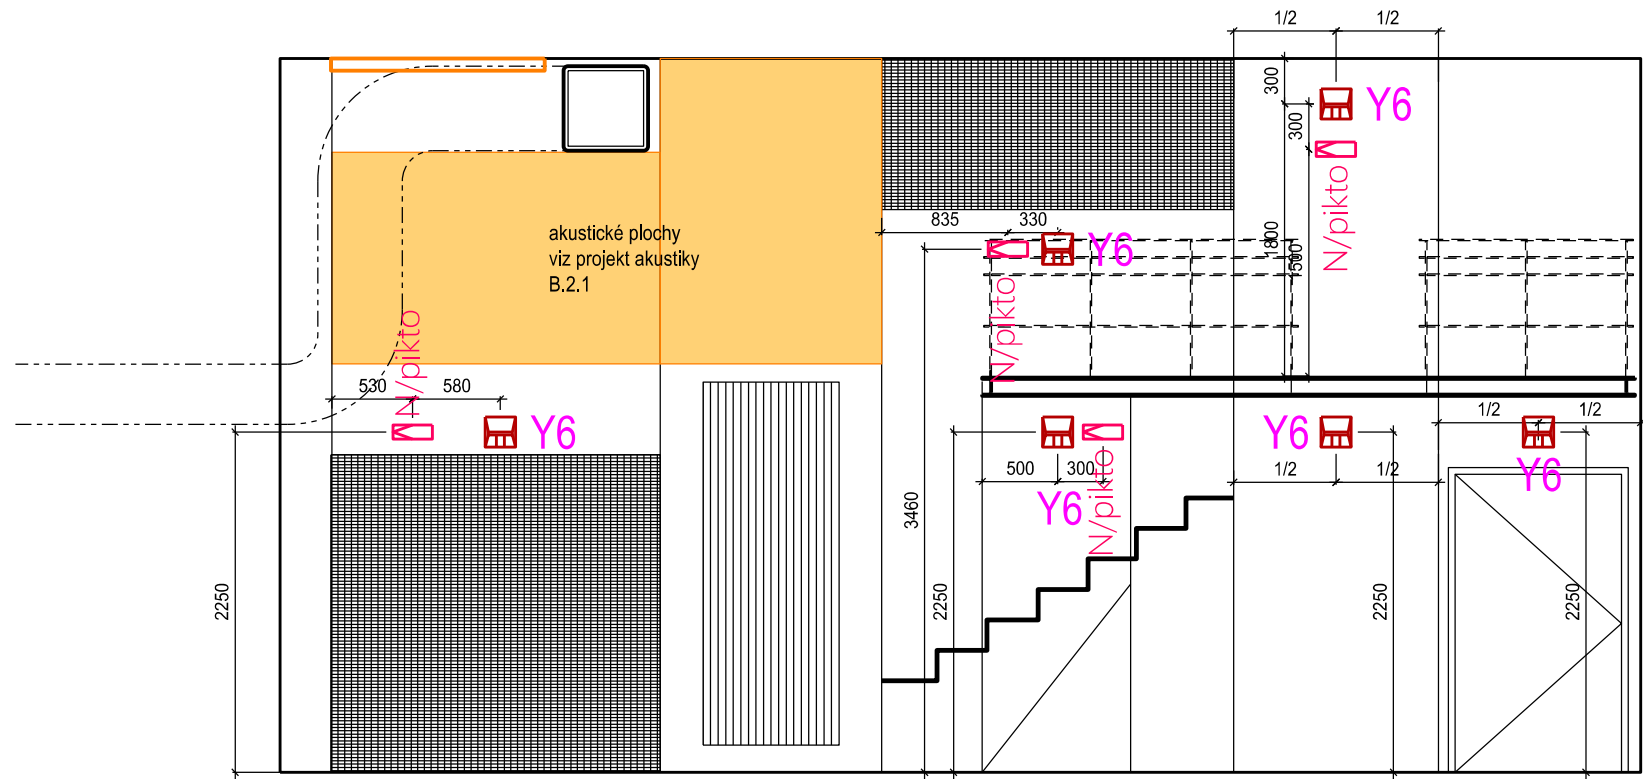 1/2
1/2
300
Y6
300
N/pikto
835
330
Y6
1800
1500
akustické plochy
viz projekt akustiky
B.2.1
N/pikto
N/pikto
530
580
Y6
1/2
1/2
Y6
Y6
500
300
1/2
1/2
Y6
Y6
N/pikto
3460
2250
2250
2250
2250